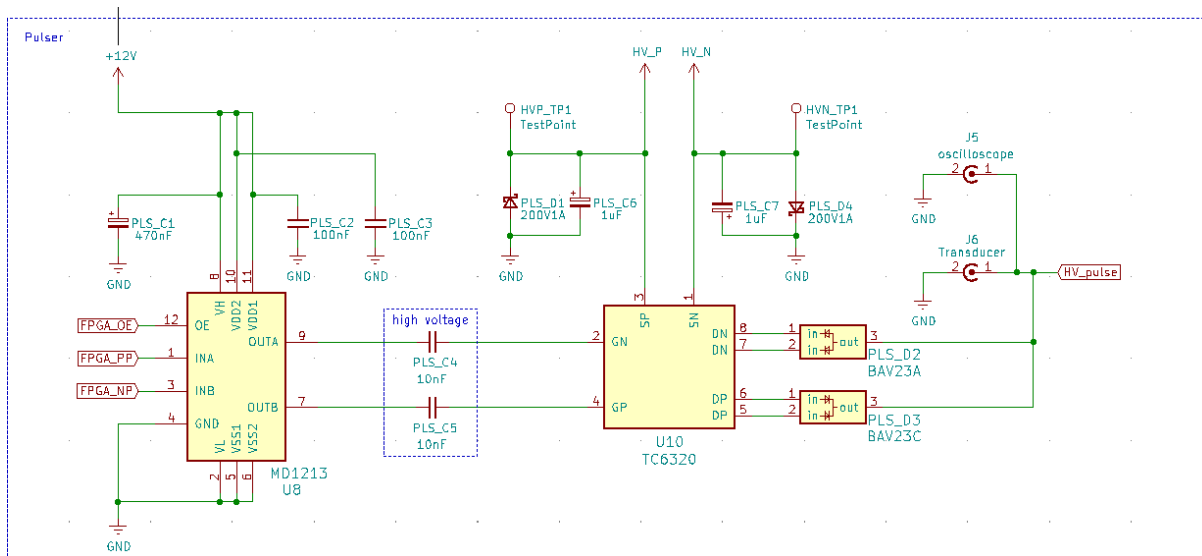 Pulser
+12V
HV_P
HV_N
HVP_TP1
TestPoint
HVN_TP1
TestPoint
J5
oscilloscope
2
1
GND
PLS_C1
470nF
GND
PLS_C2
100nF
GND
PLS_C3
100nF
GND
PLS_D1
200V1A
PLS_C6
1uF
GND
PLS_C7
1uF
PLS_D4
200V1A
GND
J6
Transducer
2
1
GND
HV_pulse
8
10
11
VH
VDD2
VDD1
FPGA_OE
12
OE
FPGA_PP
1
INA
FPGA_NP
3
INB
4
GND
OUTA
9
OUTB
7
VL
VSS1
VSS2
2
5
6
MD1213
U8
GND
high voltage
PLS_C4
10nF
PLS_C5
10nF
3
1
SP
SN
2
GN
4
GP
DN
8
DN
7
DP
6
DP
5
U10
TC6320
1
2
in
in
out
3
PLS_D2
BAV23A
1
2
in
in
out
3
PLS_D3
BAV23C